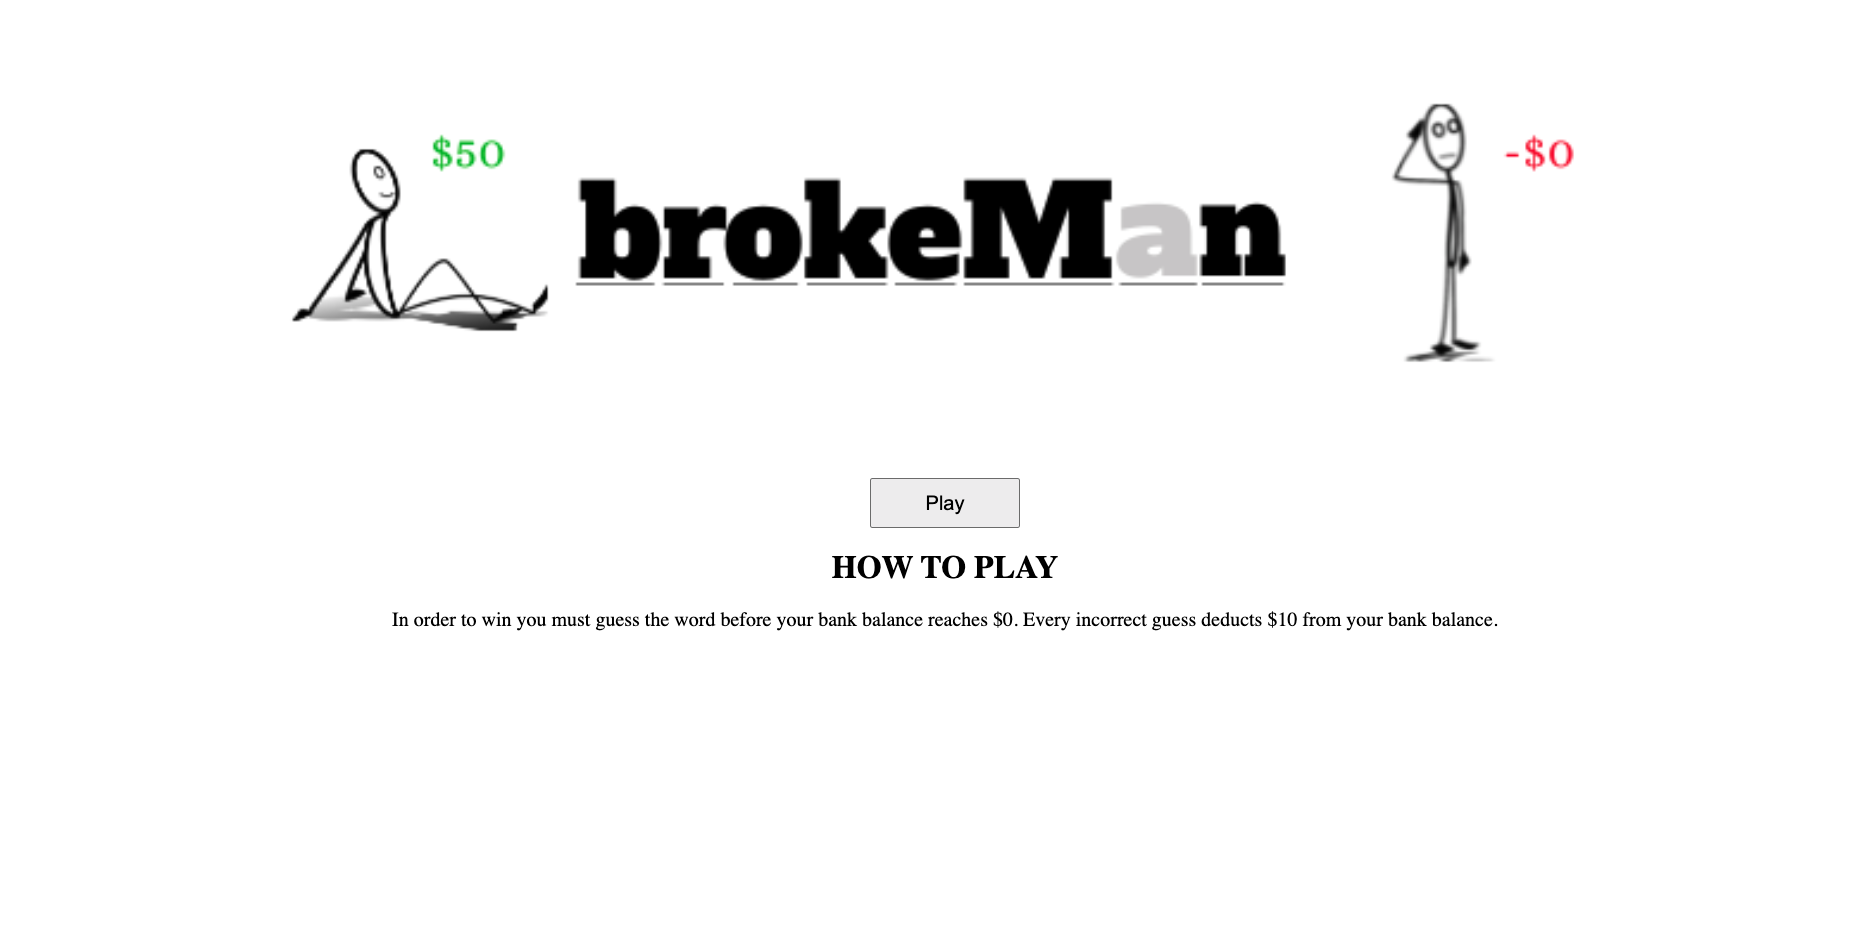 $50
brokeMan
-$0
Play
HOW TO PLAY
In order to win you must guess the word before your bank balance reaches $0. Every incorrect guess deducts $10 from your bank balance.